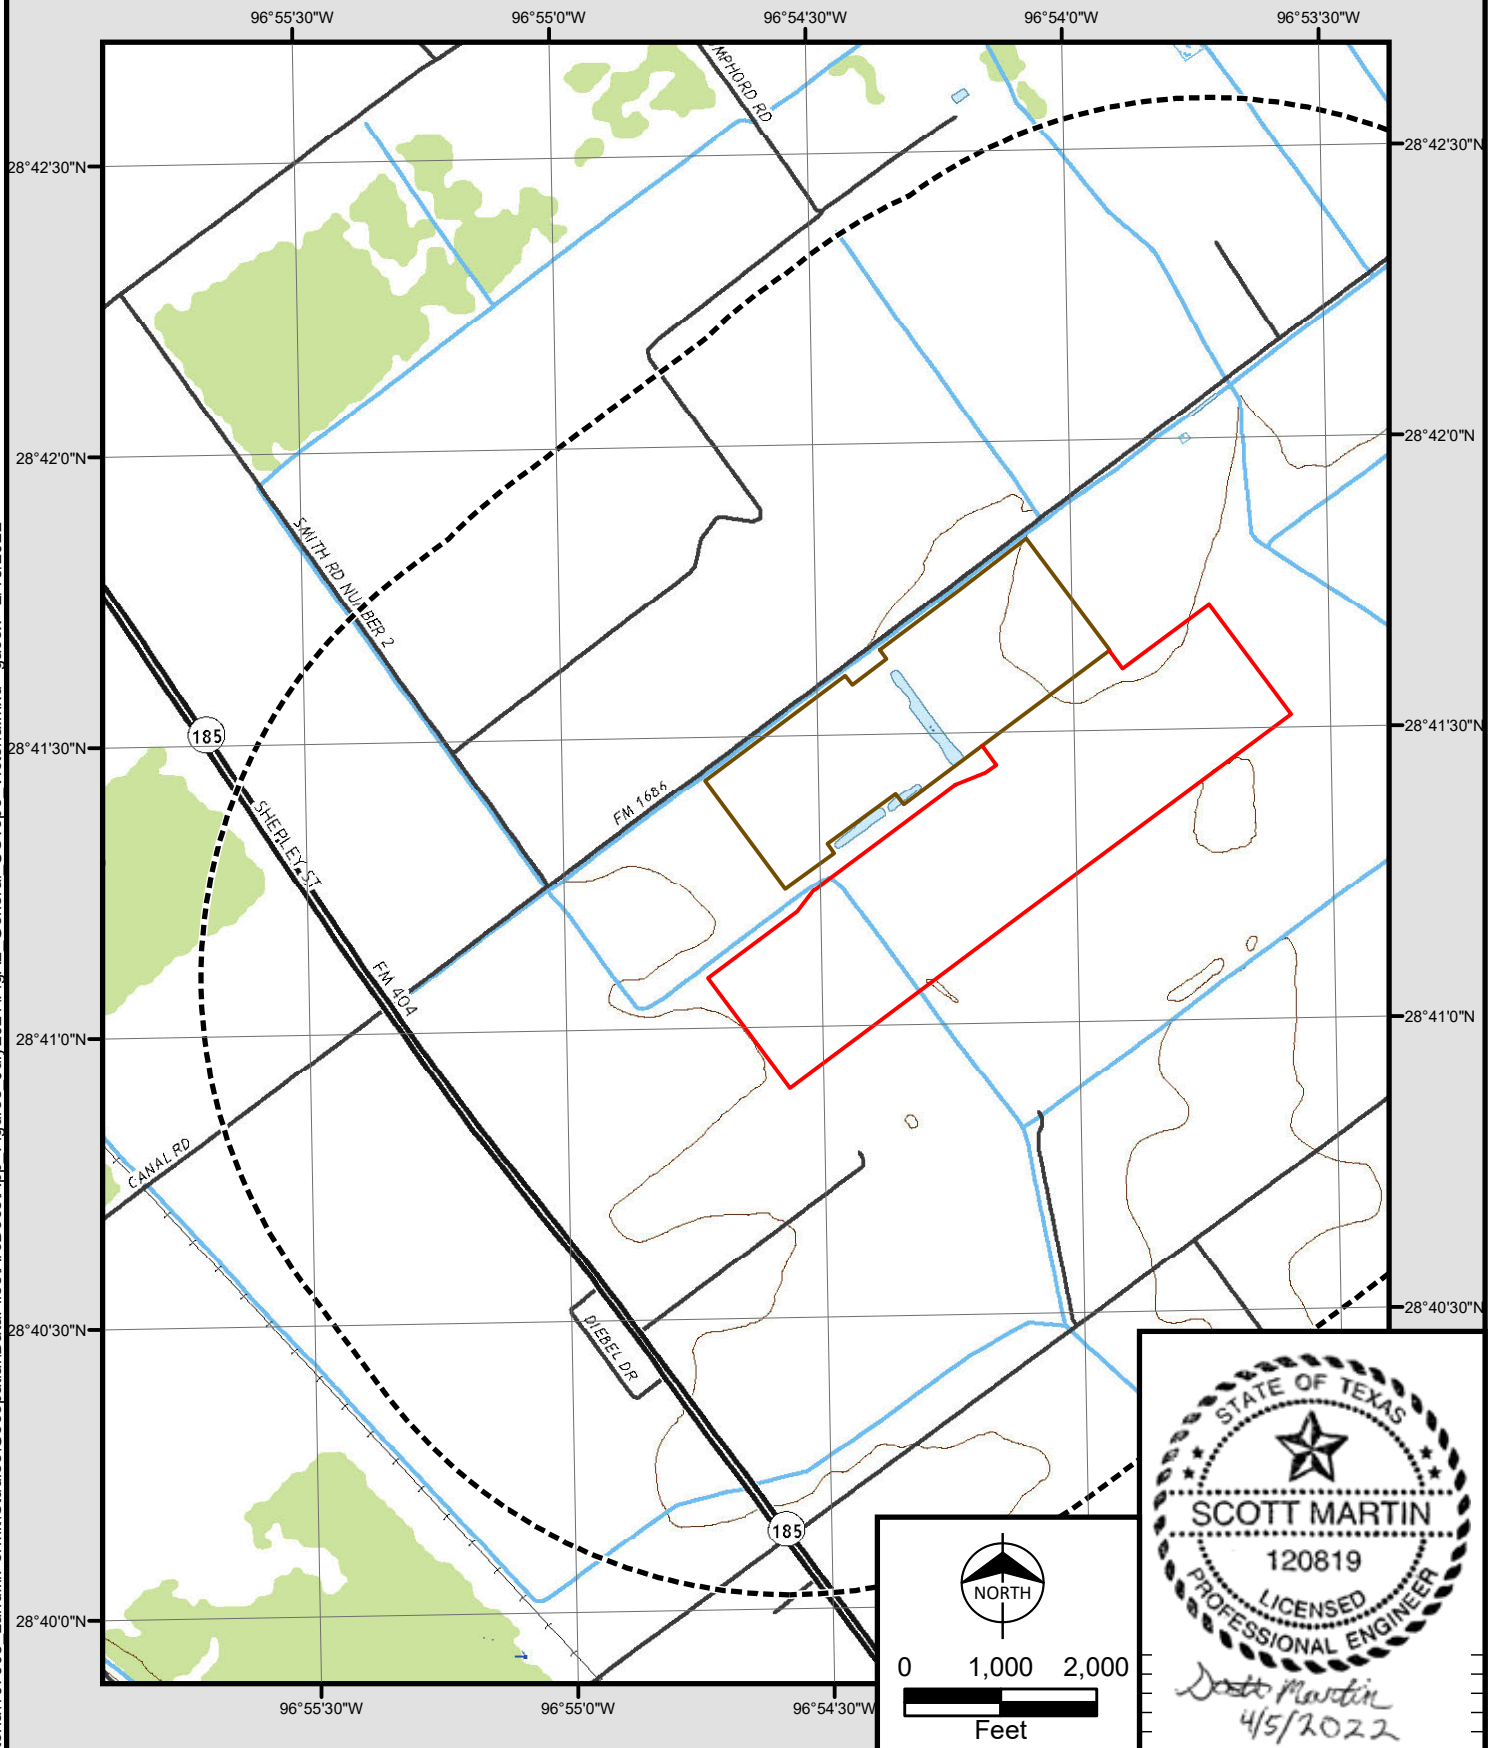 96°55'30"W
96°55'0"W
96°54'30"W
96°54'0"W
96°53'30"W
MPHORD RD
28°42'30"N
28°42'30"N
28°42'0"N
28°42'0"N
SMITH RD NUMBER 2
185
28°41'30"N
28°41'30"N
FM 1686
SHEPLEY ST
FM 404
28°41'0"N
28°41'0"N
CANAL RD
28°40'30"N
28°40'30"N
DIEBEL DR
185
28°40'0"N
NORTH
0 1,000 2,000
Feet
STATE OF TEXAS
SCOTT MARTIN
120819
LICENSED
PROFESSIONAL ENGINEER
Scott Martin
4/5/2022
96°55'30"W
96°55'0"W
96°54'30"W